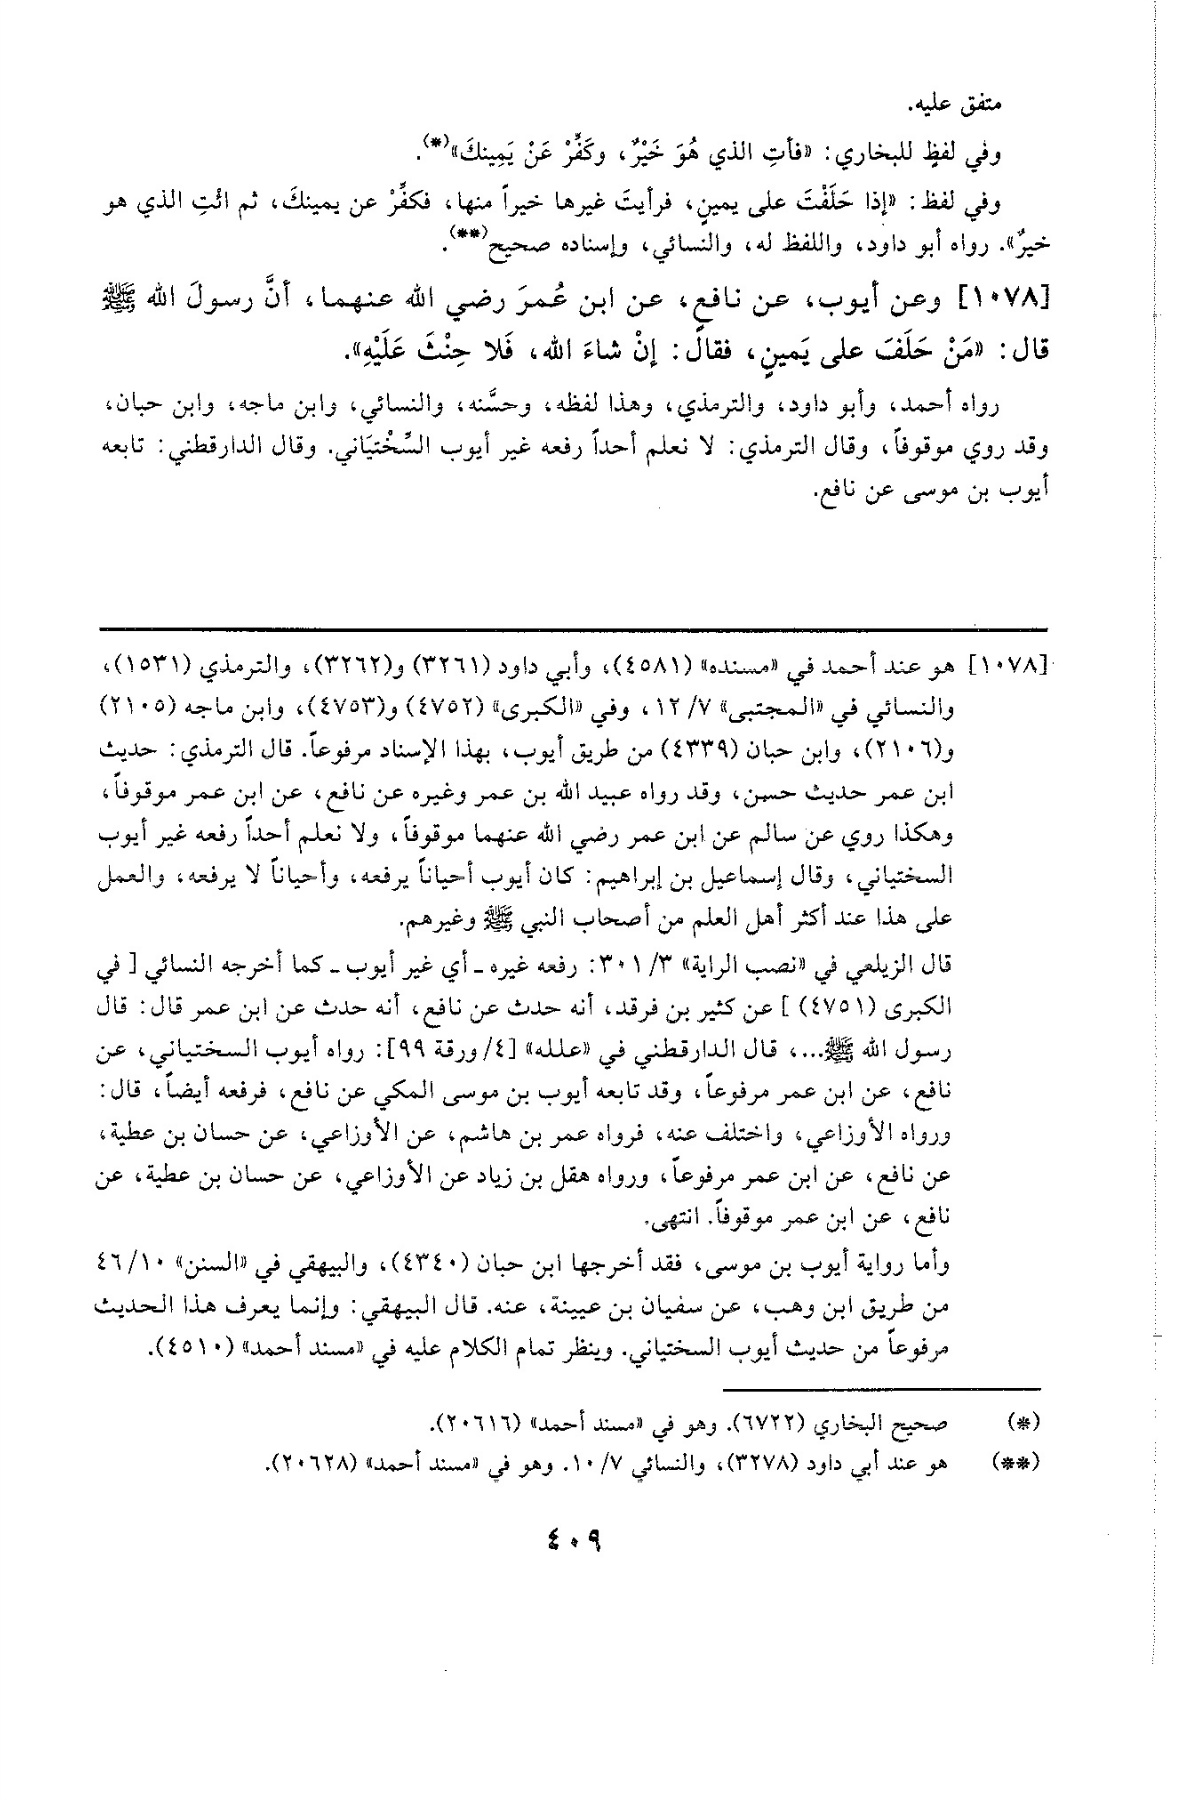 متفق عليه.
وفي لفظٍ للبخاري: «فأتِ الذي هُوَ خَيْرٌ، وكَفِّرْ عَنْ يَمِينكَ»(*).
وفي لفظ: «إذا حَلَفْتَ على يمينٍ، فرأيتَ غيرها خيراً منها، فكفِّرْ عن يمينكَ، ثم ائتِ الذي هو
خيرٌ». رواه أبو داود، واللفظ له، والنسائي، وإسناده صحيح(**).
[١٠٧٨] وعن أيوب، عن نافعٍ، عن ابن عُمرَ رضي الله عنهما، أنَّ رسولَ الله ﷺ
قال: «مَنْ حَلَفَ على يَمينٍ، فقالَ: إنْ شاءَ الله، فَلا حِنْثَ عَلَيْهِ».
رواه أحمد، وأبو داود، والترمذي، وهذا لفظه، وحسَّنه، والنسائي، وابن ماجه، وابن حبان،
وقد روي موقوفاً، وقال الترمذي: لا نعلم أحداً رفعه غير أيوب السِّخْتيَاني. وقال الدارقطني: تابعه
أيوب بن موسى عن نافع.
[١٠٧٨] هو عند أحمد في «مسنده» (٤٥٨١)، وأبي داود (٣٢٦١) و(٣٢٦٢)، والترمذي (١٥٣١)،
والنسائي في «المجتبى» ٧/ ١٢، وفي «الكبرى» (٤٧٥٢) و(٤٧٥٣)، وابن ماجه (٢١٠٥)
و(٢١٠٦)، وابن حبان (٤٣٣٩) من طريق أيوب، بهذا الإسناد مرفوعاً. قال الترمذي: حديث
ابن عمر حديث حسن، وقد رواه عبيد الله بن عمر وغيره عن نافع، عن ابن عمر موقوفاً،
وهكذا روي عن سالم عن ابن عمر رضي الله عنهما موقوفاً، ولا نعلم أحداً رفعه غير أيوب
السختياني، وقال إسماعيل بن إبراهيم: كان أيوب أحياناً يرفعه، وأحياناً لا يرفعه، والعمل
على هذا عند أكثر أهل العلم من أصحاب النبي ﷺ وغيرهم.
قال الزيلعي في «نصب الراية» ٣/ ٣٠١: رفعه غيره ـ أي غير أيوب ـ كما أخرجه النسائي [ في
الكبرى (٤٧٥١) ] عن كثير بن فرقد، أنه حدث عن نافع، أنه حدث عن ابن عمر قال: قال
رسول الله ﷺ...، قال الدارقطني في «علله» [٤/ ورقة ٩٩]: رواه أيوب السختياني، عن
نافع، عن ابن عمر مرفوعاً، وقد تابعه أيوب بن موسى المكي عن نافع، فرفعه أيضاً، قال:
ورواه الأوزاعي، واختلف عنه، فرواه عمر بن هاشم، عن الأوزاعي، عن حسان بن عطية،
عن نافع، عن ابن عمر مرفوعاً، ورواه هقل بن زياد عن الأوزاعي، عن حسان بن عطية، عن
نافع، عن ابن عمر موقوفاً. انتهى.
وأما رواية أيوب بن موسى، فقد أخرجها ابن حبان (٤٣٤٠)، والبيهقي في «السنن» ١٠/ ٤٦
من طريق ابن وهب، عن سفيان بن عيينة، عنه. قال البيهقي: وإنما يعرف هذا الحديث
مرفوعاً من حديث أيوب السختياني. وينظر تمام الكلام عليه في «مسند أحمد» (٤٥١٠).
(*) صحيح البخاري (٦٧٢٢). وهو في «مسند أحمد» (٢٠٦١٦).
(**) هو عند أبي داود (٣٢٧٨)، والنسائي ٧/ ١٠. وهو في «مسند أحمد» (٢٠٦٢٨).
٤٠٩